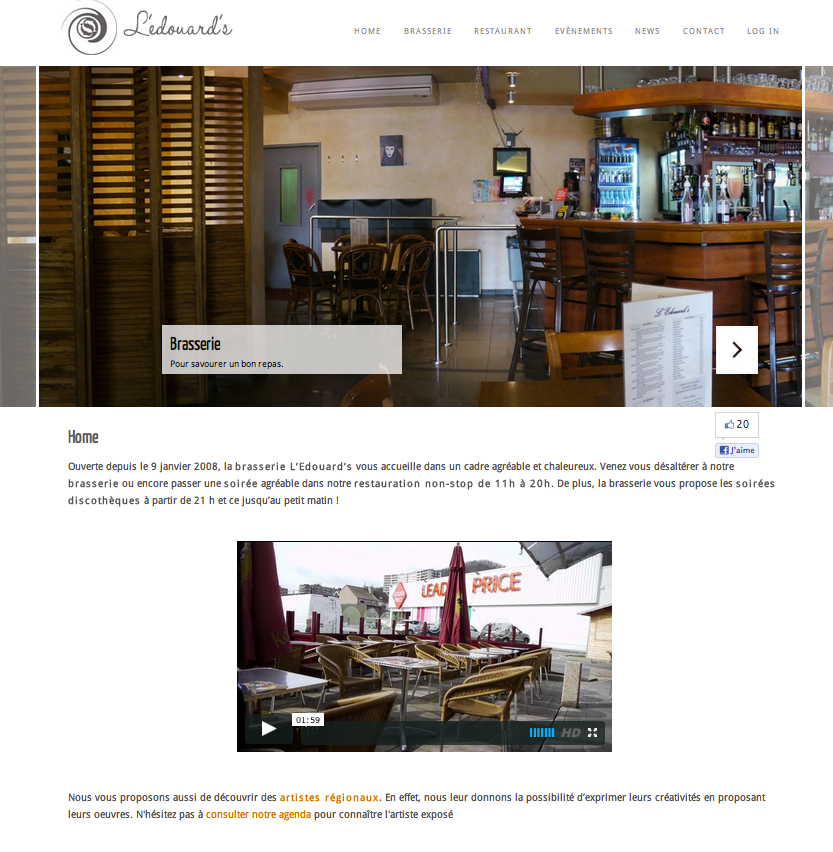 L'édouard's
HOME BRASSERIE RESTAURANT EVÈNEMENTS NEWS CONTACT LOG IN
L'Edouard's
Brasserie
Pour savourer un bon repas.
20
J'aime
Home
Ouverte depuis le 9 janvier 2008, la brasserie L'Edouard's vous accueille dans un cadre agréable et chaleureux. Venez vous désaltérer à notre
brasserie ou encore passer une soirée agréable dans notre restauration non-stop de 11h à 20h. De plus, la brasserie vous propose les soirées
discothèques à partir de 21 h et ce jusqu'au petit matin !
LEAD PRICE
01:59
HD
Nous vous proposons aussi de découvrir des artistes régionaux. En effet, nous leur donnons la possibilité d'exprimer leurs créativités en proposant
leurs oeuvres. N'hésitez pas à consulter notre agenda pour connaître l'artiste exposé